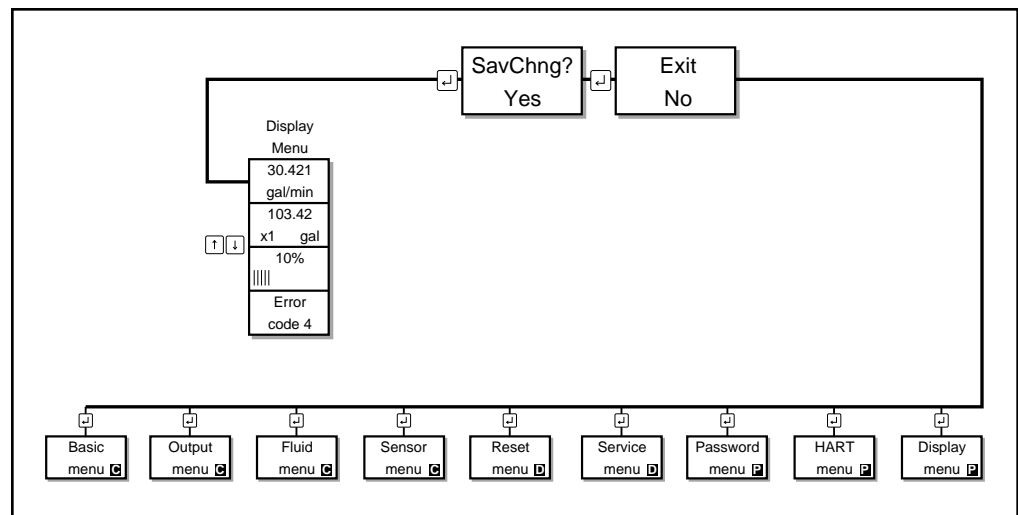 SavChng?
Yes
Exit
No
Display
Menu
30.421
gal/min
103.42
x1 gal
10%
Error
code 4
Basic
menu C
Output
menu C
Fluid
menu C
Sensor
menu C
Reset
menu D
Service
menu D
Password
menu P
HART
menu P
Display
menu P